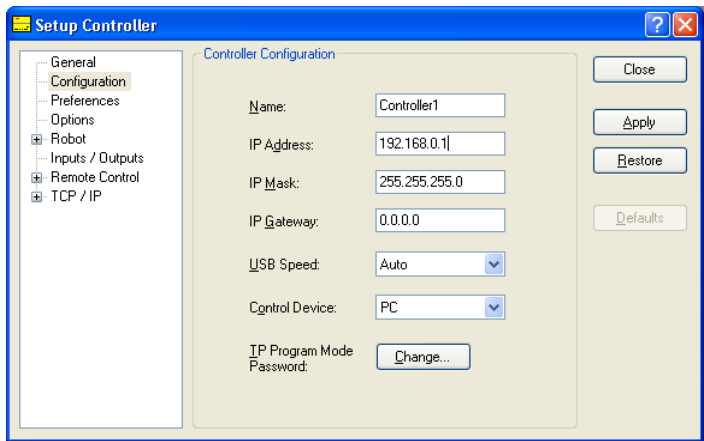 Setup Controller
General
Configuration
Preferences
Options
Robot
Inputs / Outputs
Remote Control
TCP / IP
Controller Configuration
Name: Controller1
IP Address: 192.168.0.1
IP Mask: 255.255.255.0
IP Gateway: 0.0.0.0
USB Speed: Auto
Control Device: PC
TP Program Mode
Password:
Change...
Close
Apply
Restore
Defaults